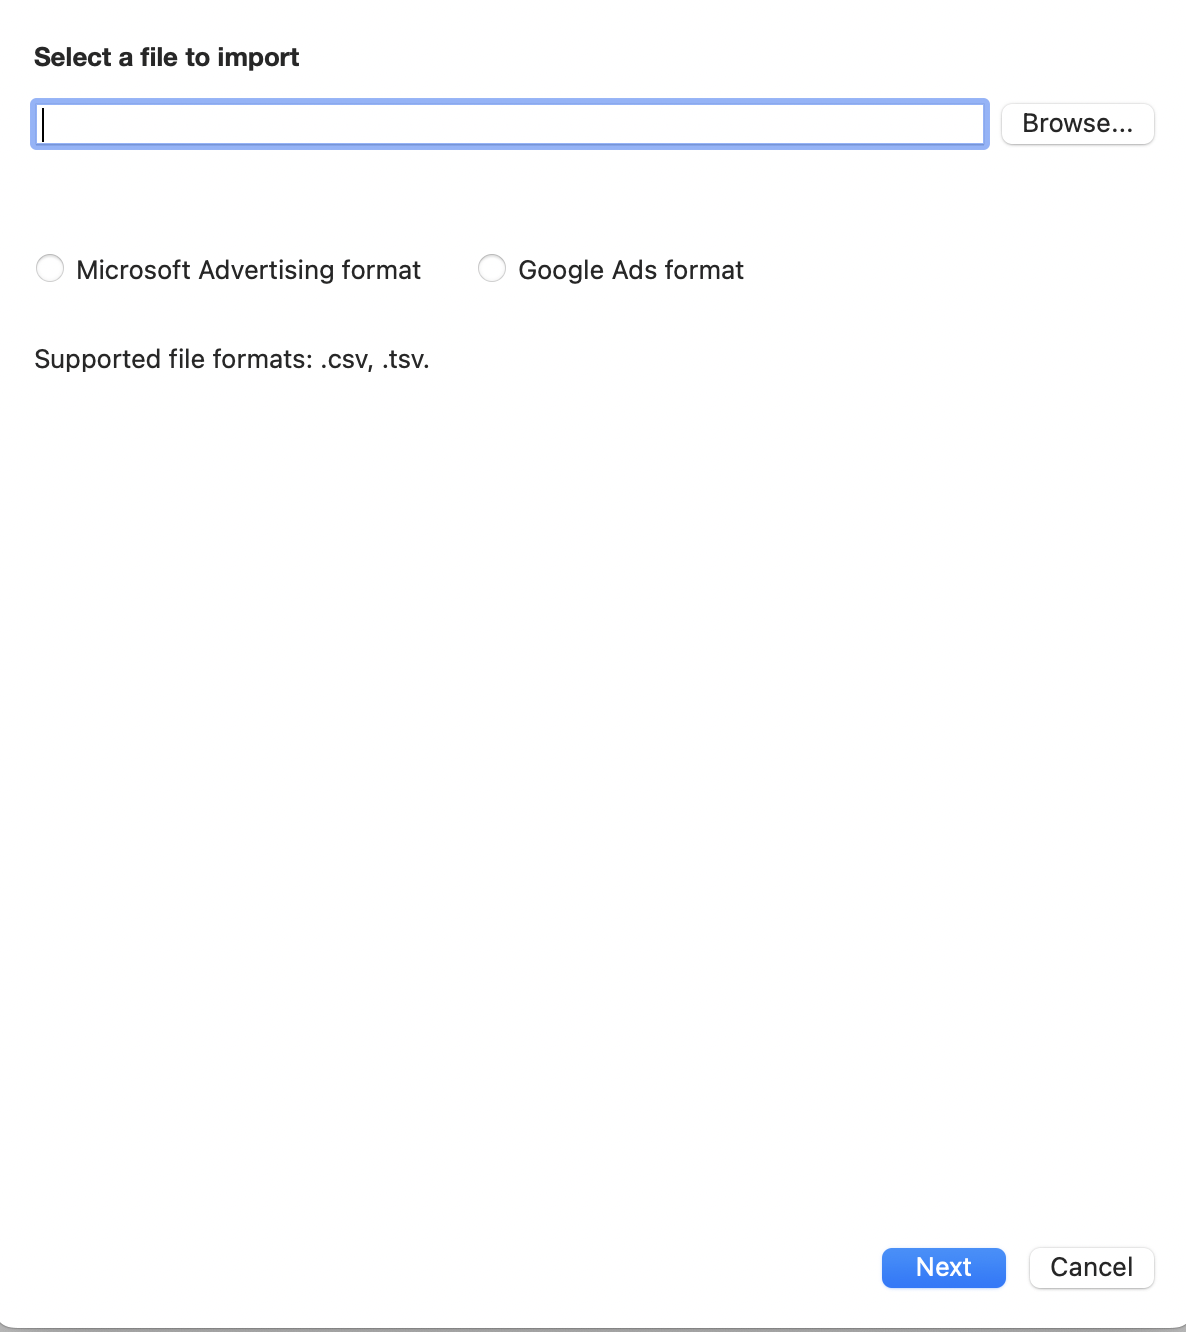 Select a file to import
Browse...
Microsoft Advertising format
Google Ads format
Supported file formats: .csv, .tsv.
Next
Cancel